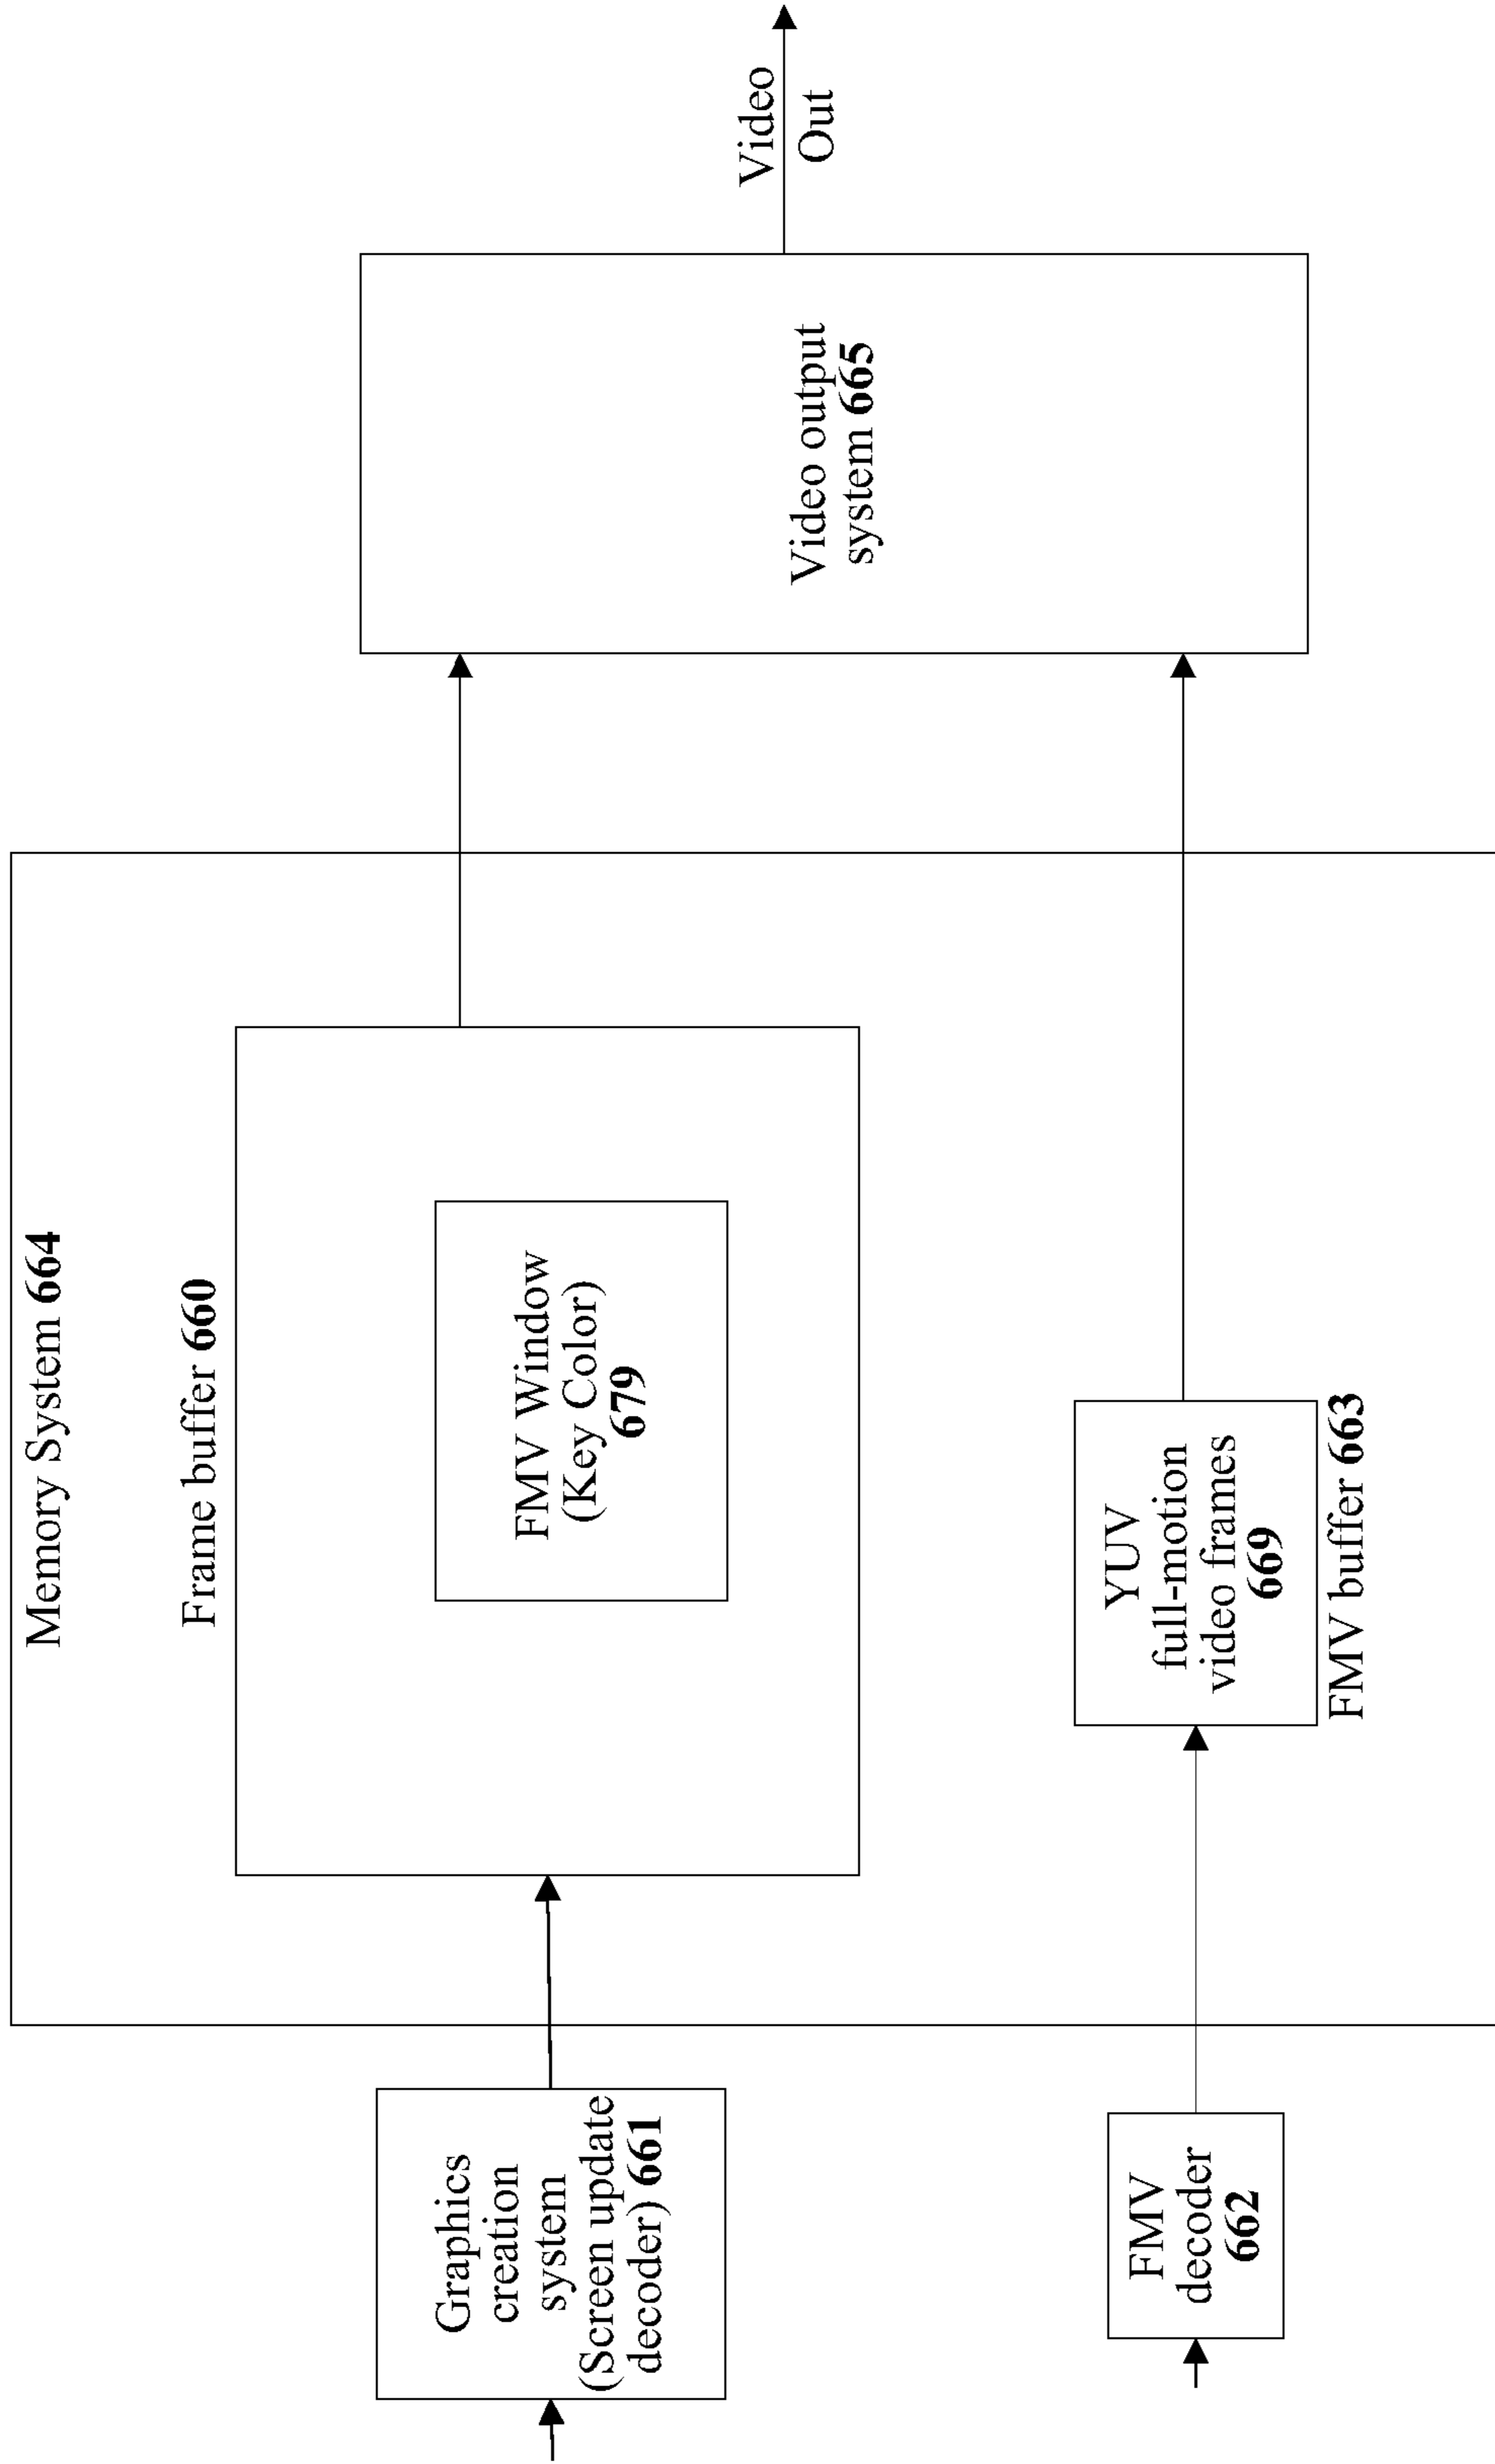 Memory System 664
Frame buffer 660
Graphics
creation
system
(Screen update
decoder) 661
FMV Window
(Key Color)
679
Video output
system 665
Video
Out
FMV
decoder
662
YUV
full-motion
video frames
669
FMV buffer 663